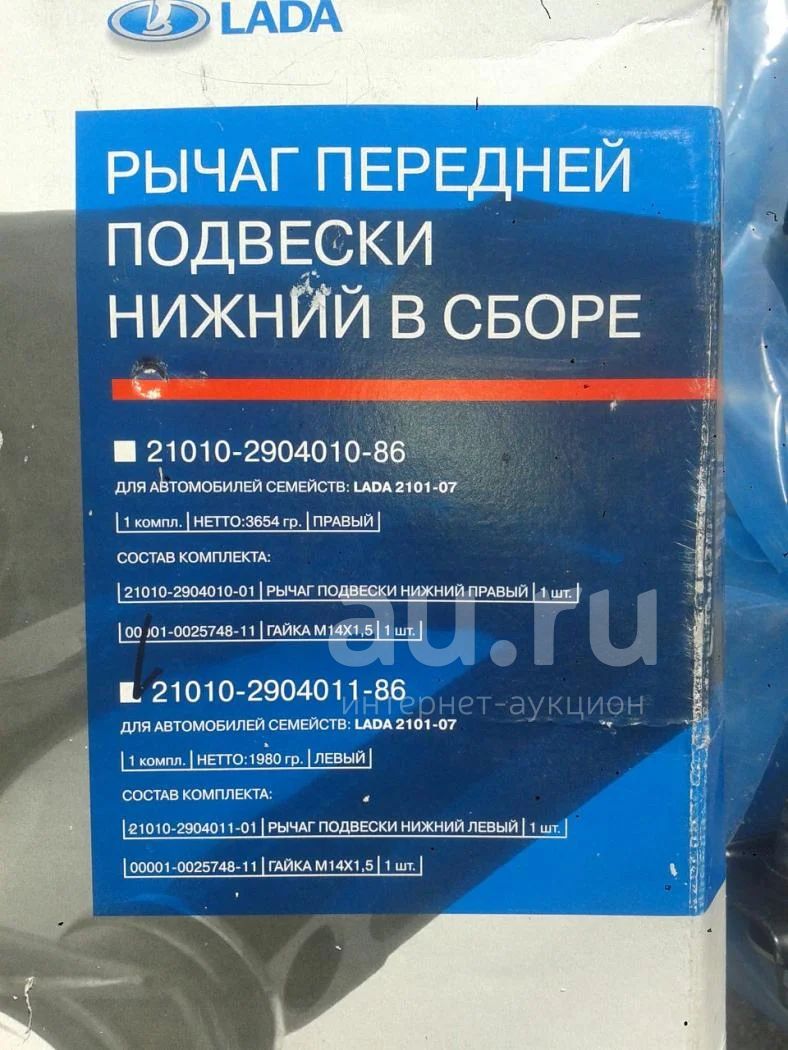 LADA
РЫЧАГ ПЕРЕДНЕЙ
ПОДВЕСКИ
НИЖНИЙ В СБОРЕ
21010-2904010-86
ДЛЯ АВТОМОБИЛЕЙ СЕМЕЙСТВ: LADA 2101-07
1 компл. | НЕТТО:3654 гр. | ПРАВЫЙ
СОСТАВ КОМПЛЕКТА:
21010-2904010-01 | РЫЧАГ ПОДВЕСКИ НИЖНИЙ ПРАВЫЙ | 1 шт.
00001-0025748-11 | ГАЙКА М14Х1,5 | 1 шт.
au.ru
интернет-аукцион
21010-2904011-86
ДЛЯ АВТОМОБИЛЕЙ СЕМЕЙСТВ: LADA 2101-07
1 компл. | НЕТТО:1980 гр. | ЛЕВЫЙ
СОСТАВ КОМПЛЕКТА:
21010-2904011-01 | РЫЧАГ ПОДВЕСКИ НИЖНИЙ ЛЕВЫЙ | 1 шт.
00001-0025748-11 | ГАЙКА М14Х1,5 | 1 шт.